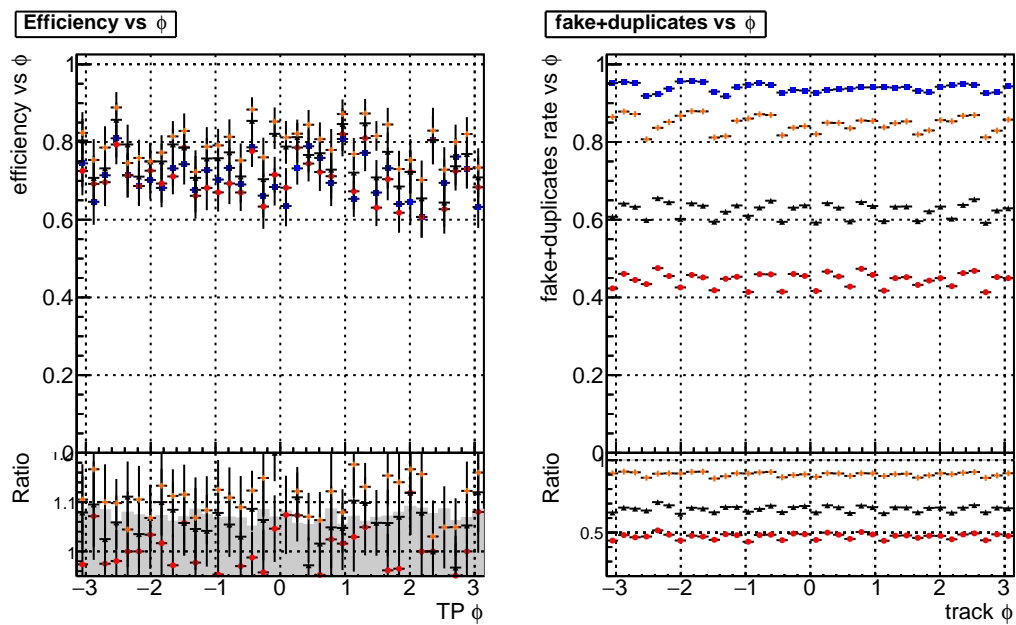 Efficiency vs ϕ
efficiency vs ϕ
1
0.8
0.6
0.4
0.2
0
Ratio
1.1
1
−3 −2 −1 0 1 2 3
TP ϕ
fake+duplicates vs ϕ
fake+duplicates rate vs ϕ
1
0.8
0.6
0.4
0.2
0
Ratio
1
0.5
−3 −2 −1 0 1 2 3
track ϕ